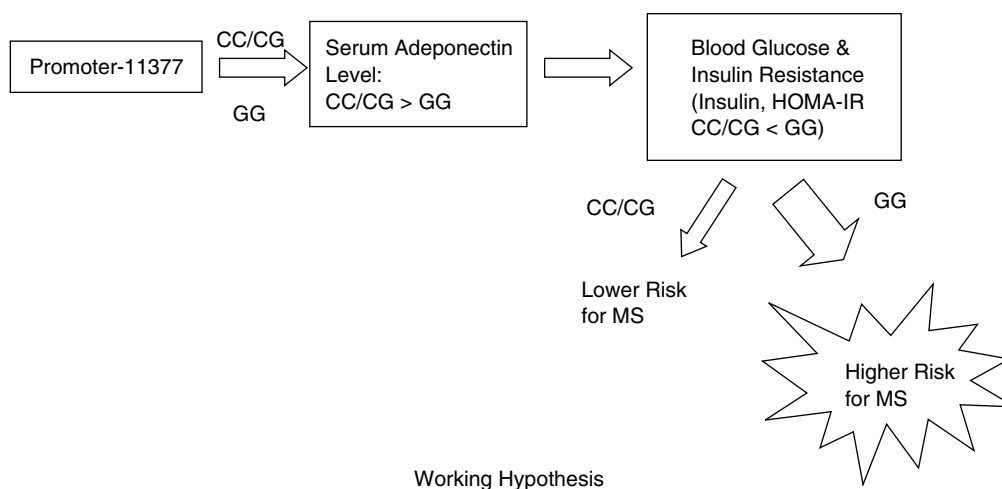 Promoter-11377
CC/CG
GG
Serum Adeponectin
Level:
CC/CG > GG
Blood Glucose &
Insulin Resistance
(Insulin, HOMA-IR
CC/CG < GG)
CC/CG
GG
Lower Risk
for MS
Higher Risk
for MS
Working Hypothesis